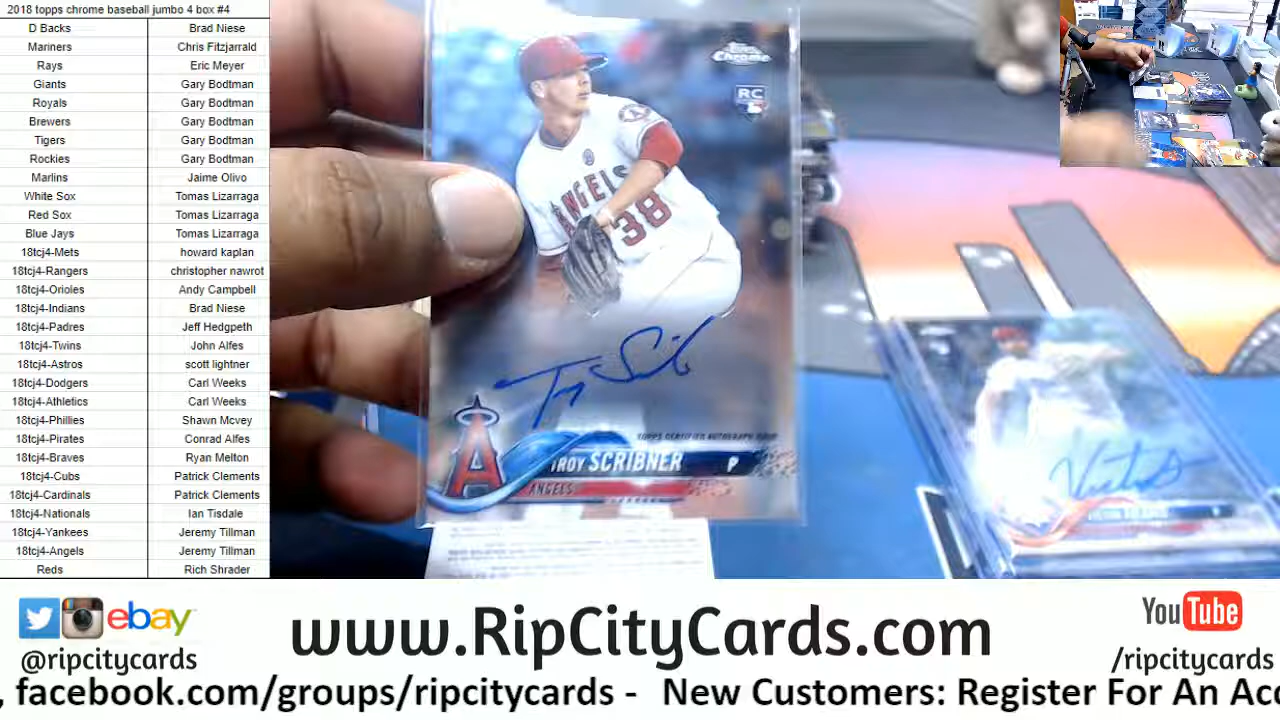 2018 topps chrome baseball jumbo 4 box #4
D Backs Brad Niese
Mariners Chris Fitzjarrald
Rays Eric Meyer
Giants Gary Bodtman
Royals Gary Bodtman
Brewers Gary Bodtman
Tigers Gary Bodtman
Rockies Gary Bodtman
Marlins Jaime Olivo
White Sox Tomas Lizarraga
Red Sox Tomas Lizarraga
Blue Jays Tomas Lizarraga
18tcj4-Mets howard kaplan
18tcj4-Rangers christopher nawrot
18tcj4-Orioles Andy Campbell
18tcj4-Indians Brad Niese
18tcj4-Padres Jeff Hedgpeth
18tcj4-Twins John Alfes
18tcj4-Astros scott lightner
18tcj4-Dodgers Carl Weeks
18tcj4-Athletics Carl Weeks
18tcj4-Phillies Shawn Mcvey
18tcj4-Pirates Conrad Alfes
18tcj4-Braves Ryan Melton
18tcj4-Cubs Patrick Clements
18tcj4-Cardinals Patrick Clements
18tcj4-Nationals Ian Tisdale
18tcj4-Yankees Jeremy Tillman
18tcj4-Angels Jeremy Tillman
Reds Rich Shrader
Topps Chrome
RC
ANGELS
38
TOPPS CERTIFIED AUTOGRAPH ISSUE
TROY SCRIBNER P
ANGELS
ebay
@ripcitycards
www.RipCityCards.com
YouTube
/ripcitycards
, facebook.com/groups/ripcitycards - New Customers: Register For An Acc